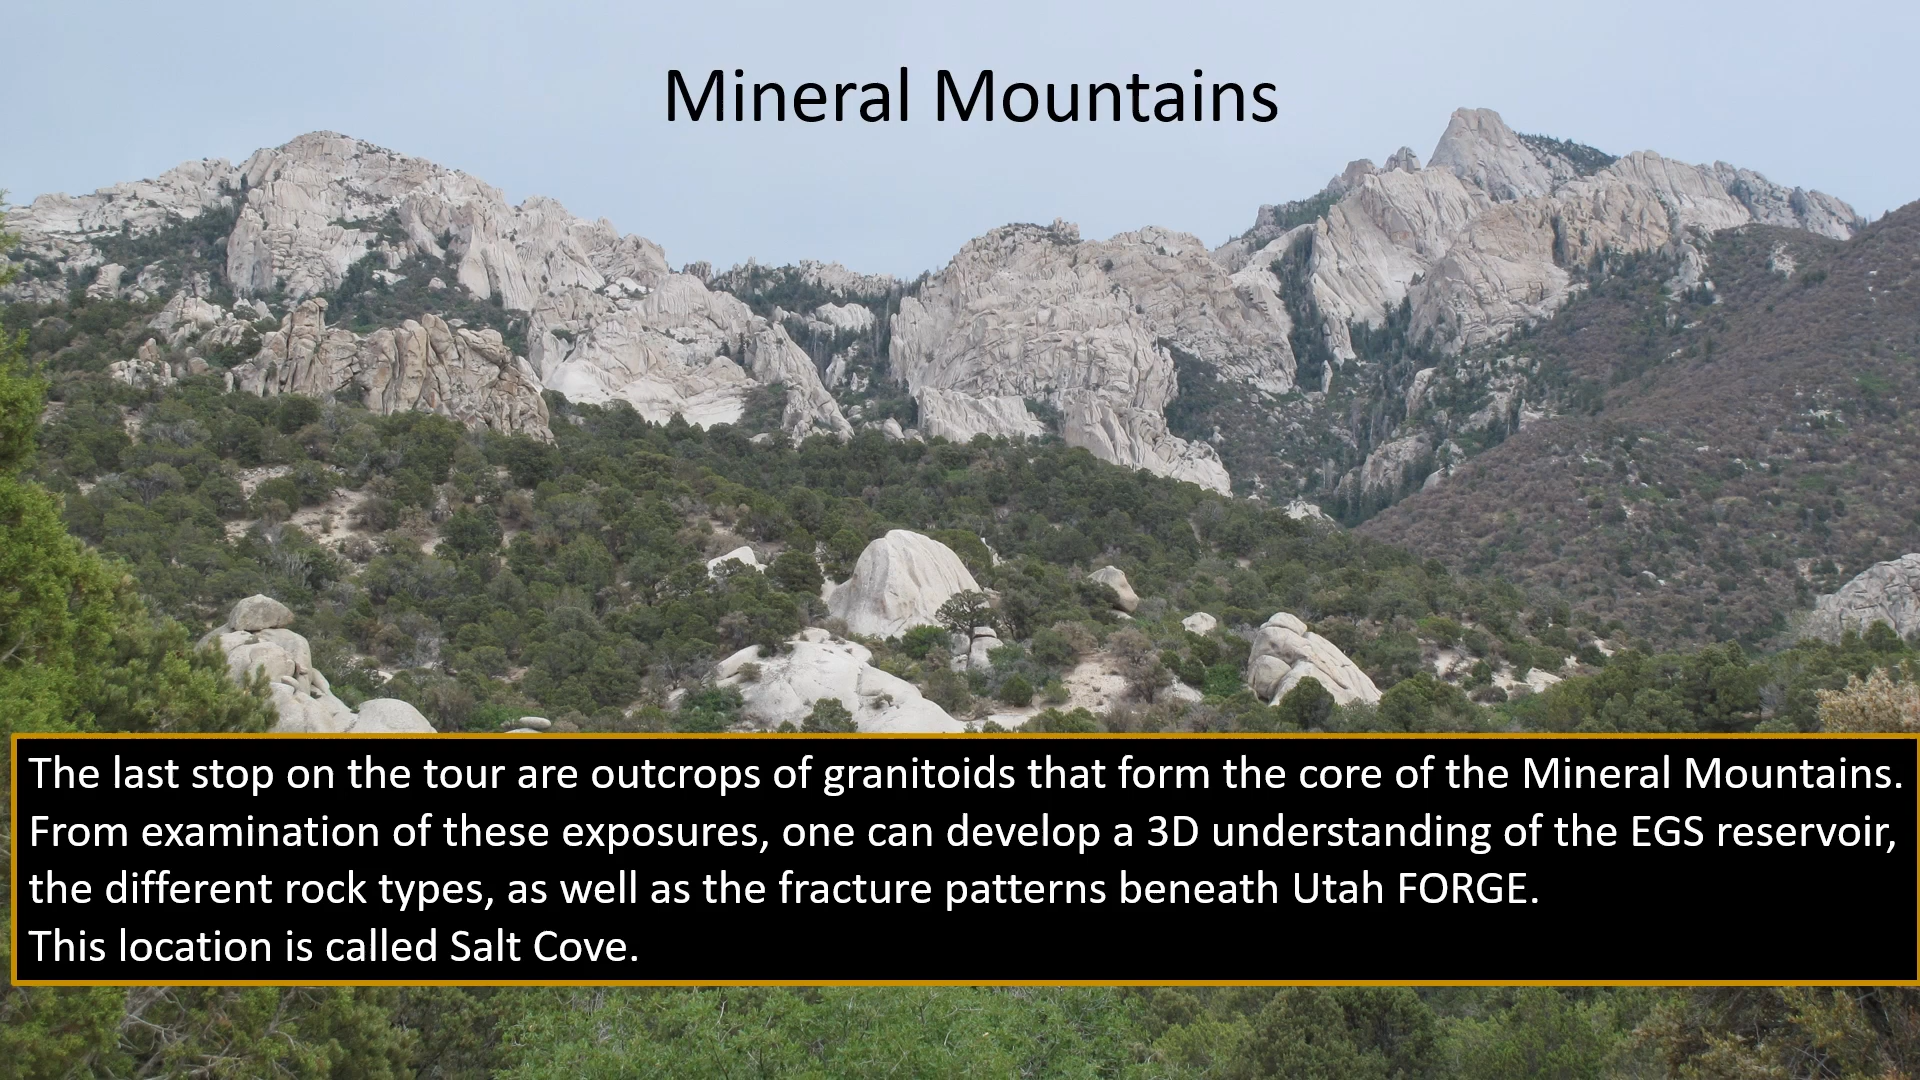 Mineral Mountains
The last stop on the tour are outcrops of granitoids that form the core of the Mineral Mountains.
From examination of these exposures, one can develop a 3D understanding of the EGS reservoir,
the different rock types, as well as the fracture patterns beneath Utah FORGE.
This location is called Salt Cove.